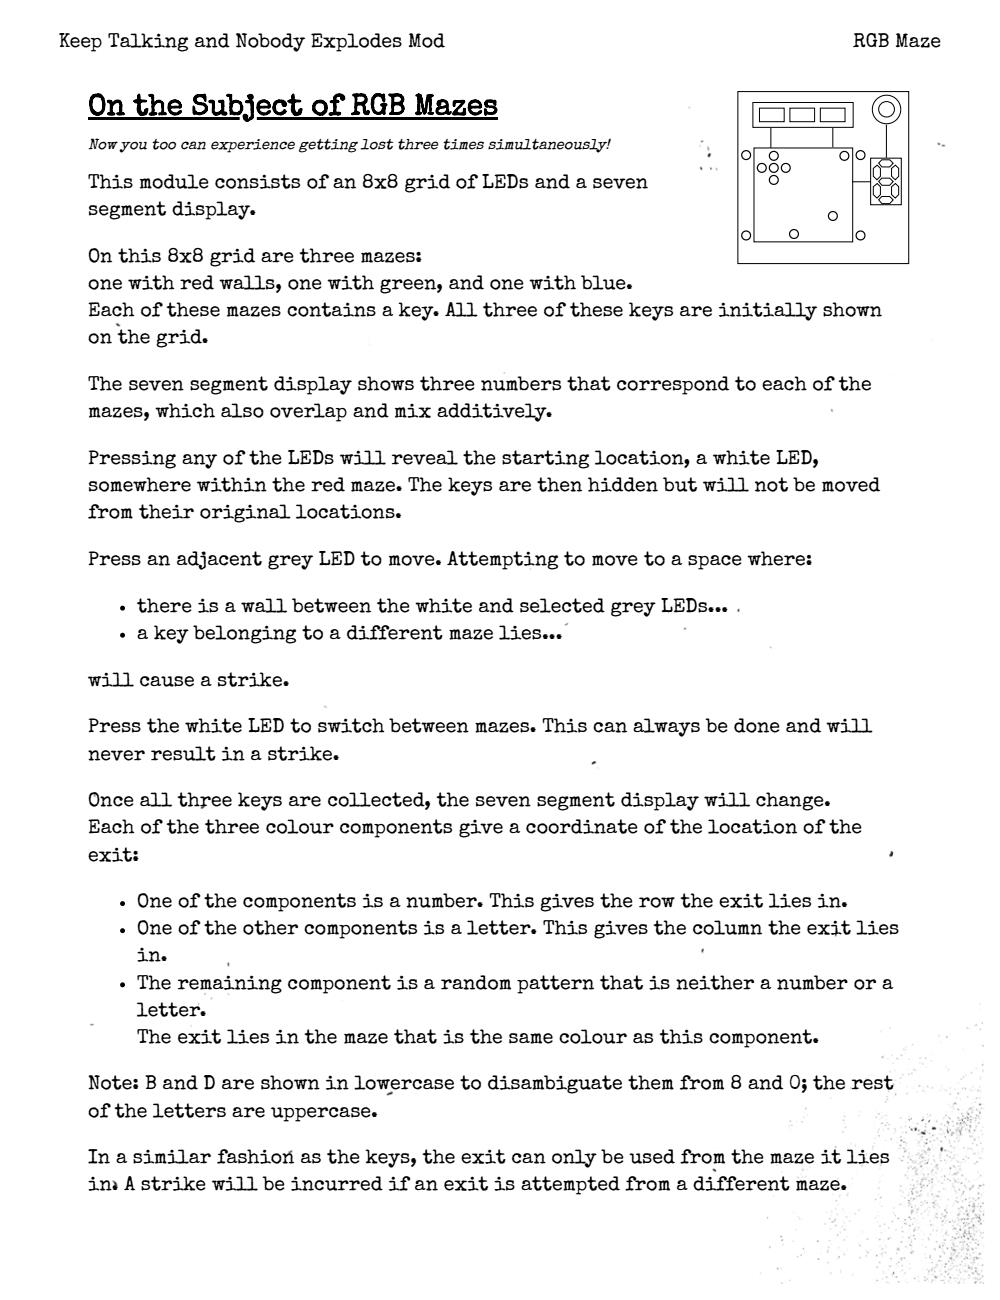 Keep Talking and Nobody Explodes Mod RGB Maze
On the Subject of RGB Mazes
Now you too can experience getting lost three times simultaneously!
This module consists of an 8x8 grid of LEDs and a seven
segment display.
On this 8x8 grid are three mazes:
one with red walls, one with green, and one with blue.
Each of these mazes contains a key. All three of these keys are initially shown
on the grid.
The seven segment display shows three numbers that correspond to each of the
mazes, which also overlap and mix additively.
Pressing any of the LEDs will reveal the starting location, a white LED,
somewhere within the red maze. The keys are then hidden but will not be moved
from their original locations.
Press an adjacent grey LED to move. Attempting to move to a space where:
• there is a wall between the white and selected grey LEDs...
• a key belonging to a different maze lies...
will cause a strike.
Press the white LED to switch between mazes. This can always be done and will
never result in a strike.
Once all three keys are collected, the seven segment display will change.
Each of the three colour components give a coordinate of the location of the
exit:
• One of the components is a number. This gives the row the exit lies in.
• One of the other components is a letter. This gives the column the exit lies
in.
• The remaining component is a random pattern that is neither a number or a
letter.
The exit lies in the maze that is the same colour as this component.
Note: B and D are shown in lowercase to disambiguate them from 8 and 0; the rest
of the letters are uppercase.
In a similar fashion as the keys, the exit can only be used from the maze it lies
in. A strike will be incurred if an exit is attempted from a different maze.